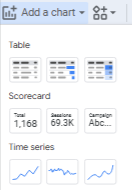 Add a chart
Table
Scorecard
Total Sessions Campaign
1,168 69.3K Abc...
Time series